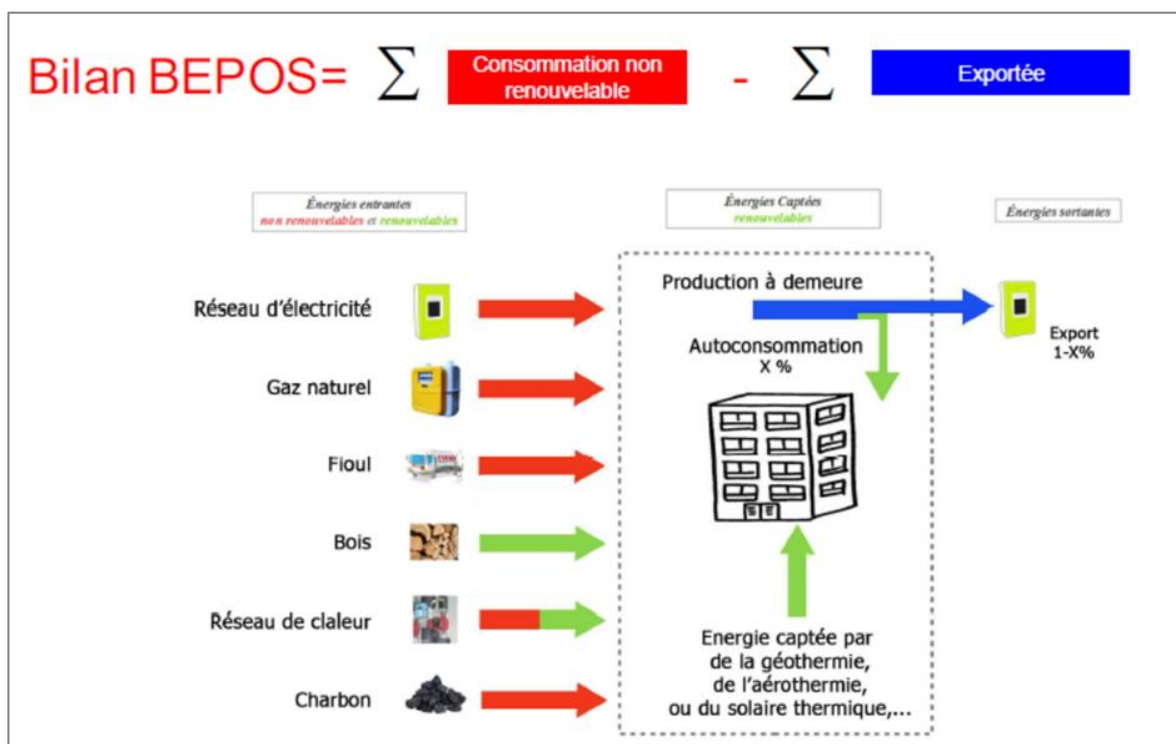 Bilan BEPOS= ∑ Consommation non renouvelable - ∑ Exportée
Énergies entrantes
non renouvelables et renouvelables
Énergies Captées
renouvelables
Énergies sortantes
Réseau d'électricité
Production à demeure
Autoconsommation
X %
Export
1-X%
Gaz naturel
Fioul
Bois
Réseau de claleur
Charbon
Energie captée par
de la géothermie,
de l'aérothermie,
ou du solaire thermique,...